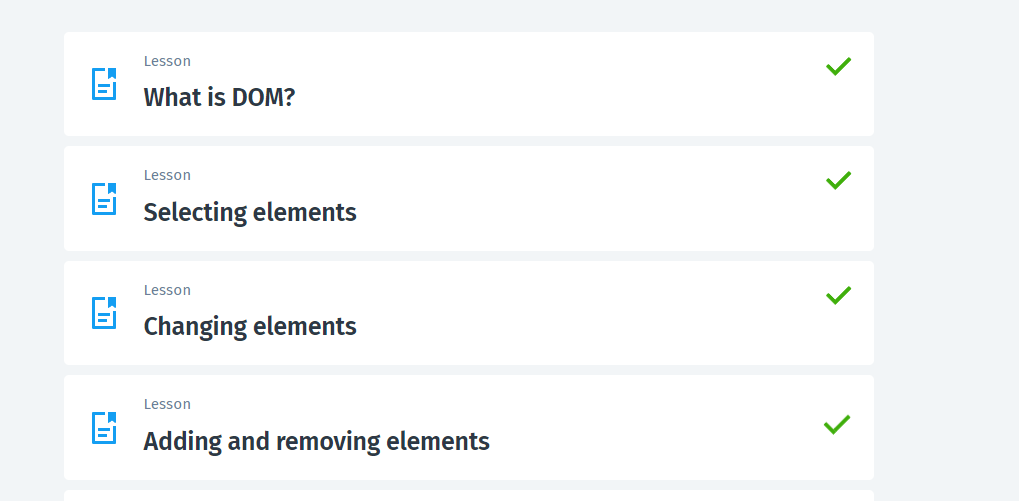 Lesson
What is DOM?
Lesson
Selecting elements
Lesson
Changing elements
Lesson
Adding and removing elements